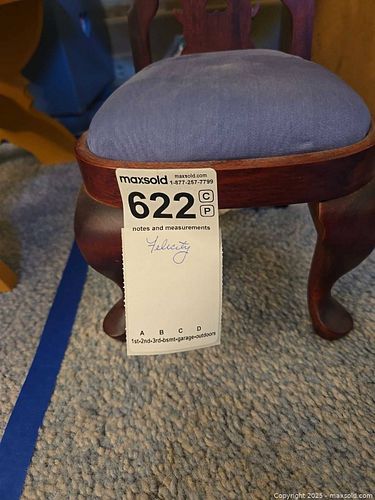 maxsold maxsold.com
1-877-257-7799
622 C
P
notes and measurements
Felicity
A B C D
1st-2nd-3rd-bsmt-garage-outdoors
Copyright 2025 - maxsold.com